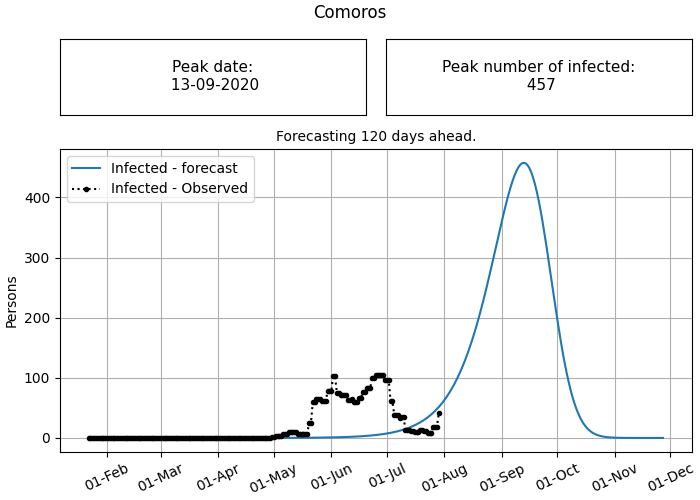 Comoros
Peak date:
13-09-2020
Peak number of infected:
457
Forecasting 120 days ahead.
Infected - forecast
Infected - Observed
Persons
400
300
200
100
0
01-Feb
01-Mar
01-Apr
01-May
01-Jun
01-Jul
01-Aug
01-Sep
01-Oct
01-Nov
01-Dec